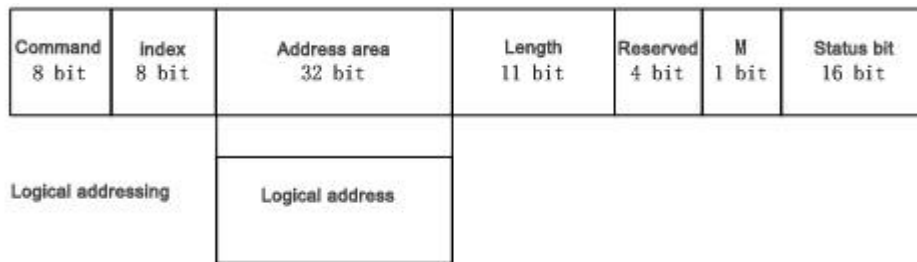 Command Index Address area Length Reserved M Status bit
8 bit 8 bit 32 bit 11 bit 4 bit 1 bit 16 bit
Logical addressing Logical address